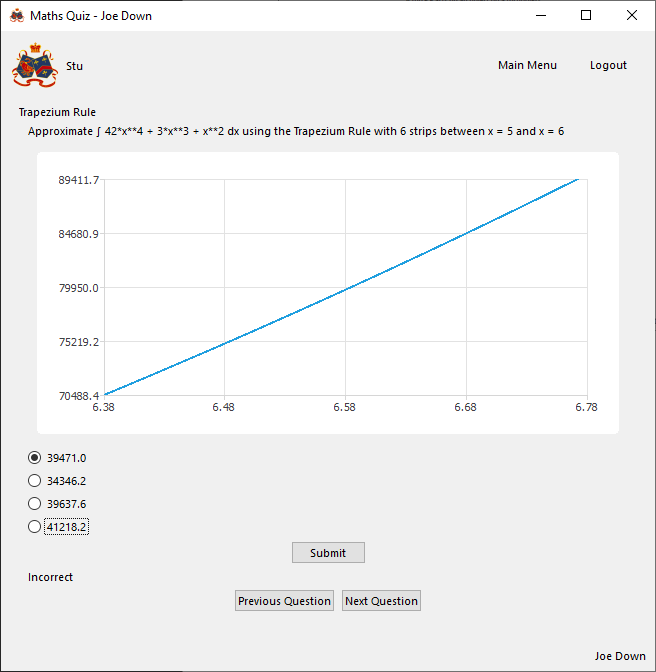 Maths Quiz - Joe Down
Stu
Main Menu
Logout
Trapezium Rule
Approximate ∫ 42*x**4 + 3*x**3 + x**2 dx using the Trapezium Rule with 6 strips between x = 5 and x = 6
89411.7
84680.9
79950.0
75219.2
70488.4
6.38 6.48 6.58 6.68 6.78
39471.0
34346.2
39637.6
41218.2
Submit
Incorrect
Previous Question Next Question
Joe Down